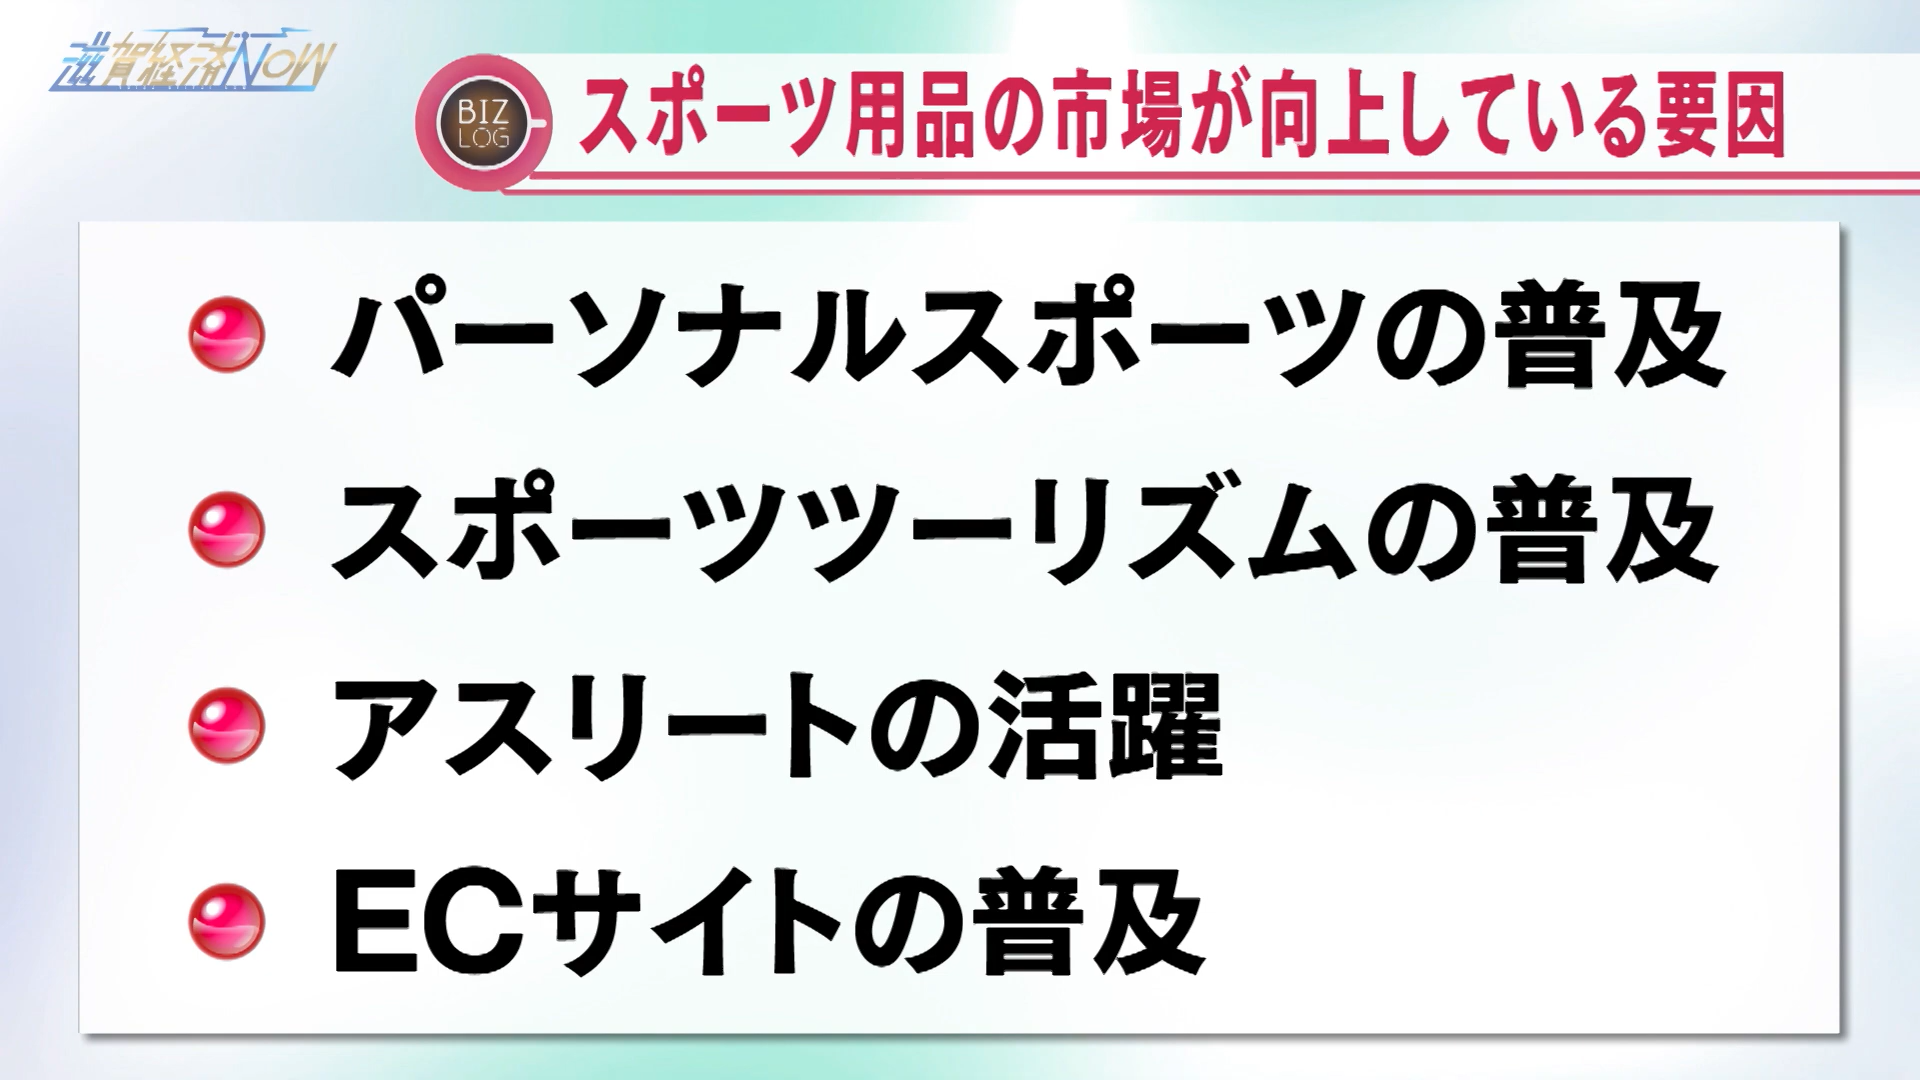 滋賀経済NOW
BIZ
LOG
スポーツ用品の市場が向上している要因
パーソナルスポーツの普及
スポーツツーリズムの普及
アスリートの活躍
ECサイトの普及